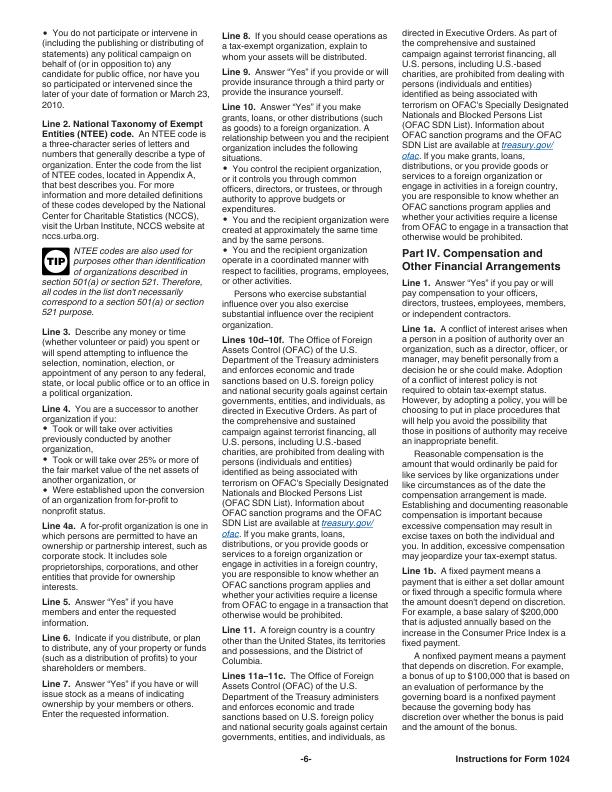 • You do not participate or intervene in
(including the publishing or distributing of
statements) any political campaign on
behalf of (or in opposition to) any
candidate for public office, nor have you
so participated or intervened since the
later of your date of formation or March 23,
2010.
Line 2. National Taxonomy of Exempt
Entities (NTEE) code. An NTEE code is
a three-character series of letters and
numbers that generally describe a type of
organization. Enter the code from the list
of NTEE codes, located in Appendix A,
that best describes you. For more
information and more detailed definitions
of these codes developed by the National
Center for Charitable Statistics (NCCS),
visit the Urban Institute, NCCS website at
nccs.urba.org.
TIP
NTEE codes are also used for
purposes other than identification
of organizations described in
section 501(a) or section 521. Therefore,
all codes in the list don't necessarily
correspond to a section 501(a) or section
521 purpose.
Line 3. Describe any money or time
(whether volunteer or paid) you spent or
will spend attempting to influence the
selection, nomination, election, or
appointment of any person to any federal,
state, or local public office or to an office in
a political organization.
Line 4. You are a successor to another
organization if you:
• Took or will take over activities
previously conducted by another
organization,
• Took or will take over 25% or more of
the fair market value of the net assets of
another organization, or
• Were established upon the conversion
of an organization from for-profit to
nonprofit status.
Line 4a. A for-profit organization is one in
which persons are permitted to have an
ownership or partnership interest, such as
corporate stock. It includes sole
proprietorships, corporations, and other
entities that provide for ownership
interests.
Line 5. Answer “Yes” if you have
members and enter the requested
information.
Line 6. Indicate if you distribute, or plan
to distribute, any of your property or funds
(such as a distribution of profits) to your
shareholders or members.
Line 7. Answer “Yes” if you have or will
issue stock as a means of indicating
ownership by your members or others.
Enter the requested information.
Line 8. If you should cease operations as
a tax-exempt organization, explain to
whom your assets will be distributed.
Line 9. Answer “Yes” if you provide or will
provide insurance through a third party or
provide the insurance yourself.
Line 10. Answer “Yes” if you make
grants, loans, or other distributions (such
as goods) to a foreign organization. A
relationship between you and the recipient
organization includes the following
situations.
• You control the recipient organization,
or it controls you through common
officers, directors, or trustees, or through
authority to approve budgets or
expenditures.
• You and the recipient organization were
created at approximately the same time
and by the same persons.
• You and the recipient organization
operate in a coordinated manner with
respect to facilities, programs, employees,
or other activities.
Persons who exercise substantial
influence over you also exercise
substantial influence over the recipient
organization.
Lines 10d–10f. The Office of Foreign
Assets Control (OFAC) of the U.S.
Department of the Treasury administers
and enforces economic and trade
sanctions based on U.S. foreign policy
and national security goals against certain
governments, entities, and individuals, as
directed in Executive Orders. As part of
the comprehensive and sustained
campaign against terrorist financing, all
U.S. persons, including U.S.-based
charities, are prohibited from dealing with
persons (individuals and entities)
identified as being associated with
terrorism on OFAC's Specially Designated
Nationals and Blocked Persons List
(OFAC SDN List). Information about
OFAC sanction programs and the OFAC
SDN List are available at treasury.gov/
ofac. If you make grants, loans,
distributions, or you provide goods or
services to a foreign organization or
engage in activities in a foreign country,
you are responsible to know whether an
OFAC sanctions program applies and
whether your activities require a license
from OFAC to engage in a transaction that
otherwise would be prohibited.
Line 11. A foreign country is a country
other than the United States, its territories
and possessions, and the District of
Columbia.
Lines 11a–11c. The Office of Foreign
Assets Control (OFAC) of the U.S.
Department of the Treasury administers
and enforces economic and trade
sanctions based on U.S. foreign policy
and national security goals against certain
governments, entities, and individuals, as
directed in Executive Orders. As part of
the comprehensive and sustained
campaign against terrorist financing, all
U.S. persons, including U.S.-based
charities, are prohibited from dealing with
persons (individuals and entities)
identified as being associated with
terrorism on OFAC's Specially Designated
Nationals and Blocked Persons List
(OFAC SDN List). Information about
OFAC sanction programs and the OFAC
SDN List are available at treasury.gov/
ofac. If you make grants, loans,
distributions, or you provide goods or
services to a foreign organization or
engage in activities in a foreign country,
you are responsible to know whether an
OFAC sanctions program applies and
whether your activities require a license
from OFAC to engage in a transaction that
otherwise would be prohibited.
Part IV. Compensation and
Other Financial Arrangements
Line 1. Answer “Yes” if you pay or will
pay compensation to your officers,
directors, trustees, employees, members,
or independent contractors.
Line 1a. A conflict of interest arises when
a person in a position of authority over an
organization, such as a director, officer, or
manager, may benefit personally from a
decision he or she could make. Adoption
of a conflict of interest policy is not
required to obtain tax-exempt status.
However, by adopting a policy, you will be
choosing to put in place procedures that
will help you avoid the possibility that
those in positions of authority may receive
an inappropriate benefit.
Reasonable compensation is the
amount that would ordinarily be paid for
like services by like organizations under
like circumstances as of the date the
compensation arrangement is made.
Establishing and documenting reasonable
compensation is important because
excessive compensation may result in
excise taxes on both the individual and
you. In addition, excessive compensation
may jeopardize your tax-exempt status.
Line 1b. A fixed payment means a
payment that is either a set dollar amount
or fixed through a specific formula where
the amount doesn't depend on discretion.
For example, a base salary of $200,000
that is adjusted annually based on the
increase in the Consumer Price Index is a
fixed payment.
A nonfixed payment means a payment
that depends on discretion. For example,
a bonus of up to $100,000 that is based on
an evaluation of performance by the
governing board is a nonfixed payment
because the governing body has
discretion over whether the bonus is paid
and the amount of the bonus.
-6-
Instructions for Form 1024